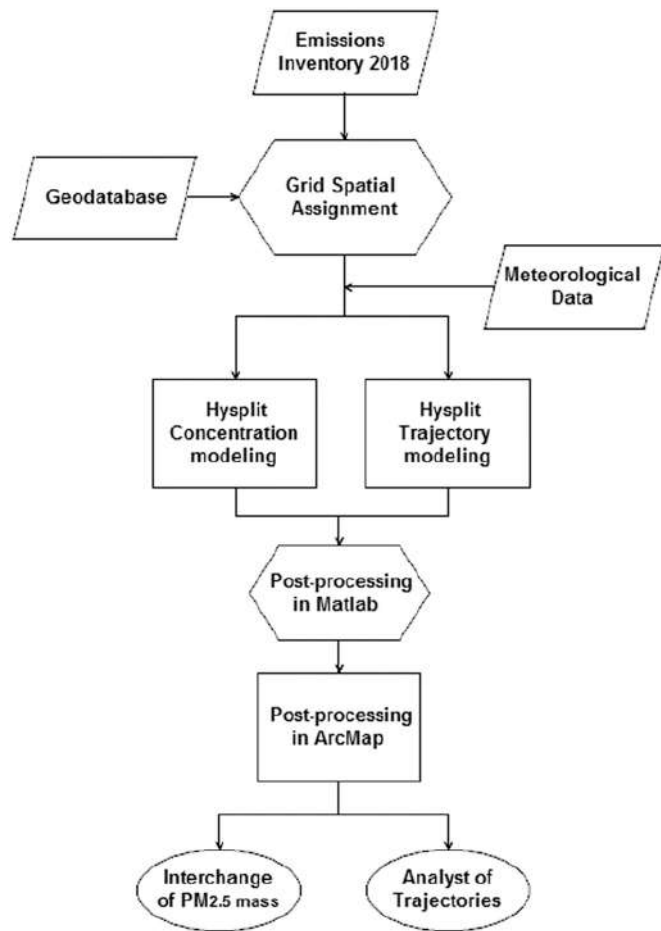 Emissions
Inventory 2018
Grid Spatial
Assignment
Geodatabase
Meteorological
Data
Hysplit
Concentration
modeling
Hysplit
Trajectory
modeling
Post-processing
in Matlab
Post-processing
in ArcMap
Interchange
of PM2.5 mass
Analyst of
Trajectories